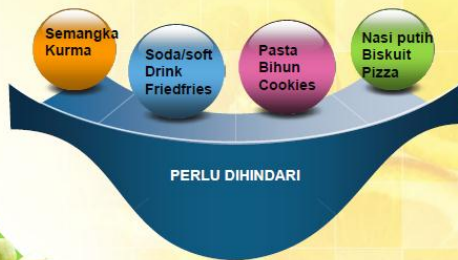 Semangka
Kurma
Soda/soft
Drink
Friedfries
Pasta
Bihun
Cookies
Nasi putih
Biskuit
Pizza
PERLU DIHINDARI